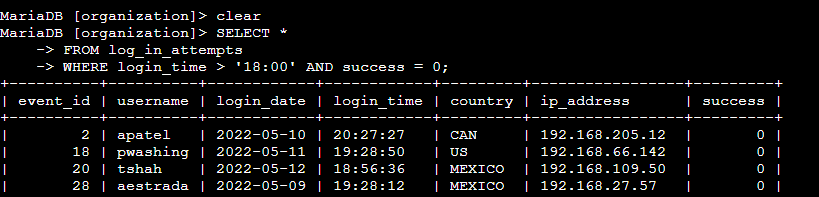 MariaDB [organization]> clear
MariaDB [organization]> SELECT *
    -> FROM log_in_attempts
    -> WHERE login_time > '18:00' AND success = 0;
+----------+----------+------------+------------+---------+-----------------+---------+
| event_id | username | login_date | login_time | country | ip_address      | success |
+----------+----------+------------+------------+---------+-----------------+---------+
|        2 | apatel   | 2022-05-10 | 20:27:27   | CAN     | 192.168.205.12  |       0 |
|       18 | pwashing | 2022-05-11 | 19:28:50   | US      | 192.168.66.142  |       0 |
|       20 | tshah    | 2022-05-12 | 18:56:36   | MEXICO  | 192.168.109.50  |       0 |
|       28 | aestrada | 2022-05-09 | 19:28:12   | MEXICO  | 192.168.27.57   |       0 |